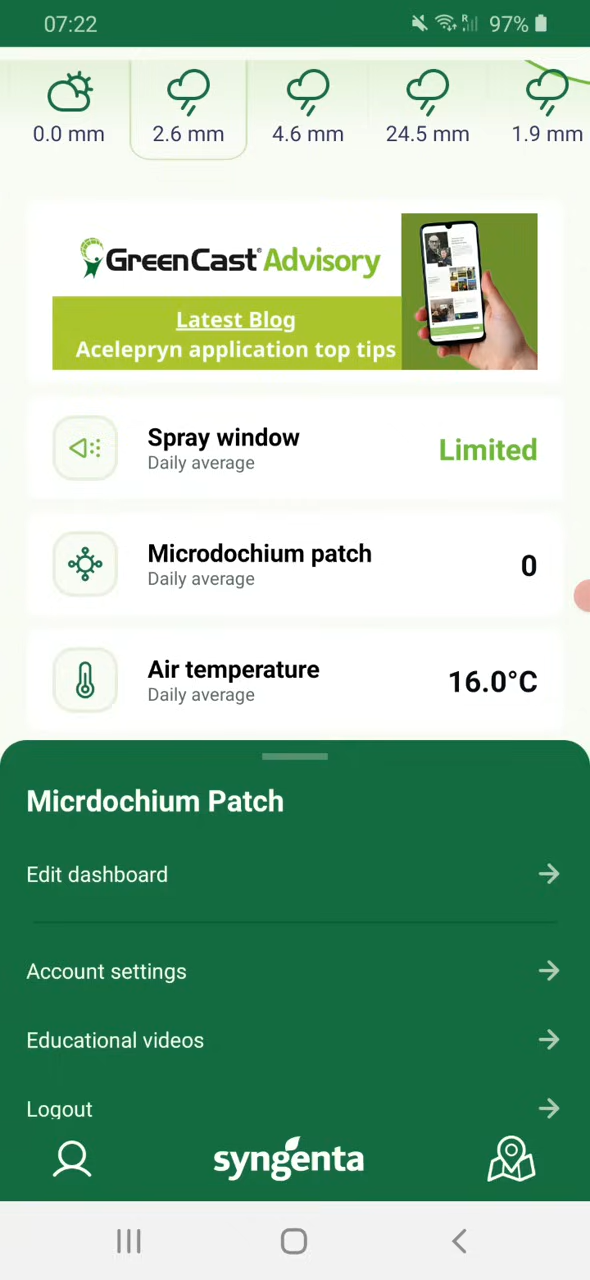 07:22
R
97%
0.0 mm
2.6 mm
4.6 mm
24.5 mm
1.9 mm
GreenCast® Advisory
Latest Blog
Acelepryn application top tips
Spray window
Daily average
Limited
Microdochium patch
Daily average
0
Air temperature
Daily average
16.0°C
Micrdochium Patch
Edit dashboard
Account settings
Educational videos
Logout
syngenta